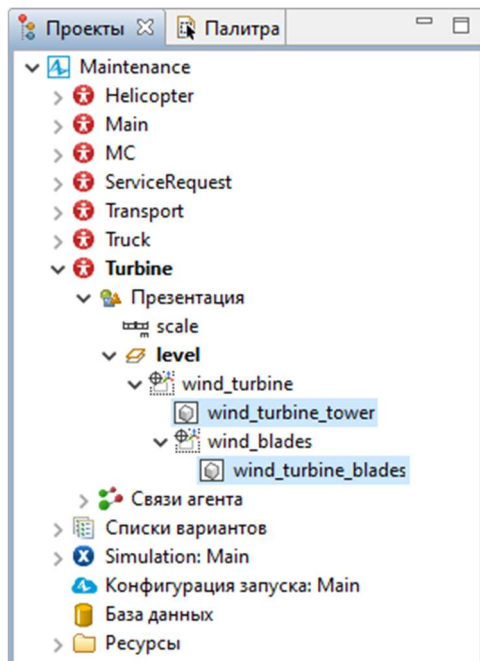 Проекты Палитра
Maintenance
Helicopter
Main
MC
ServiceRequest
Transport
Truck
Turbine
Презентация
scale
level
wind_turbine
wind_turbine_tower
wind_blades
wind_turbine_blades
Связи агента
Списки вариантов
Simulation: Main
Конфигурация запуска: Main
База данных
Ресурсы